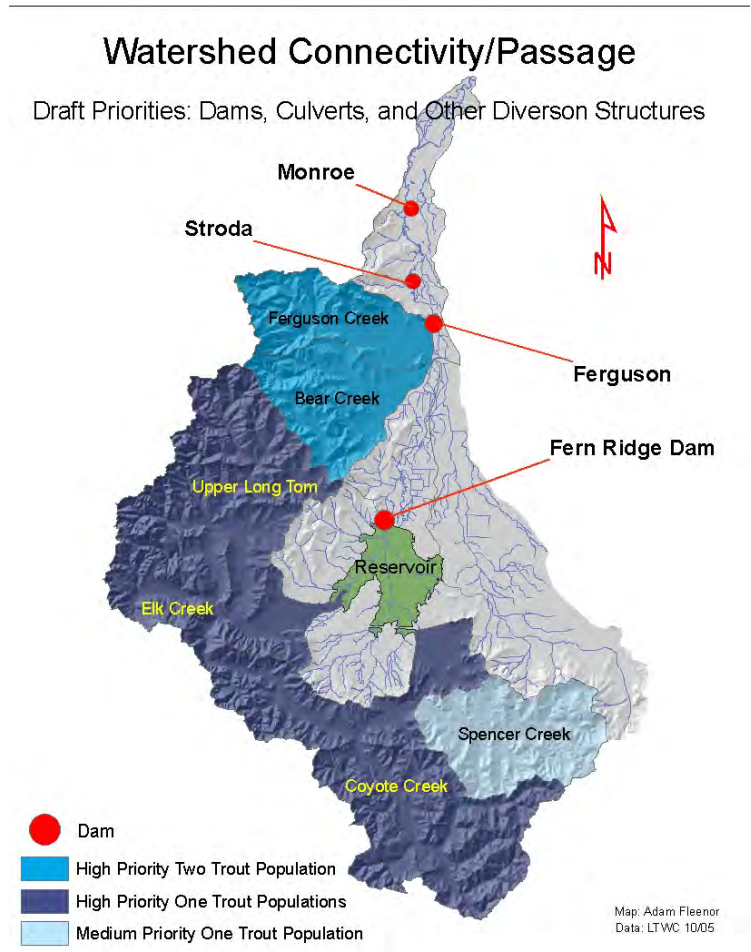 Watershed Connectivity/Passage
Draft Priorities: Dams, Culverts, and Other Diverson Structures
Monroe
Stroda
N
Ferguson Creek
Ferguson
Bear Creek
Fern Ridge Dam
Upper Long Tom
Reservoir
Elk Creek
Spencer Creek
Coyote Creek
Dam
High Priority Two Trout Population
High Priority One Trout Populations
Medium Priority One Trout Population
Map: Adam Fleenor
Data: LTWC 10/05